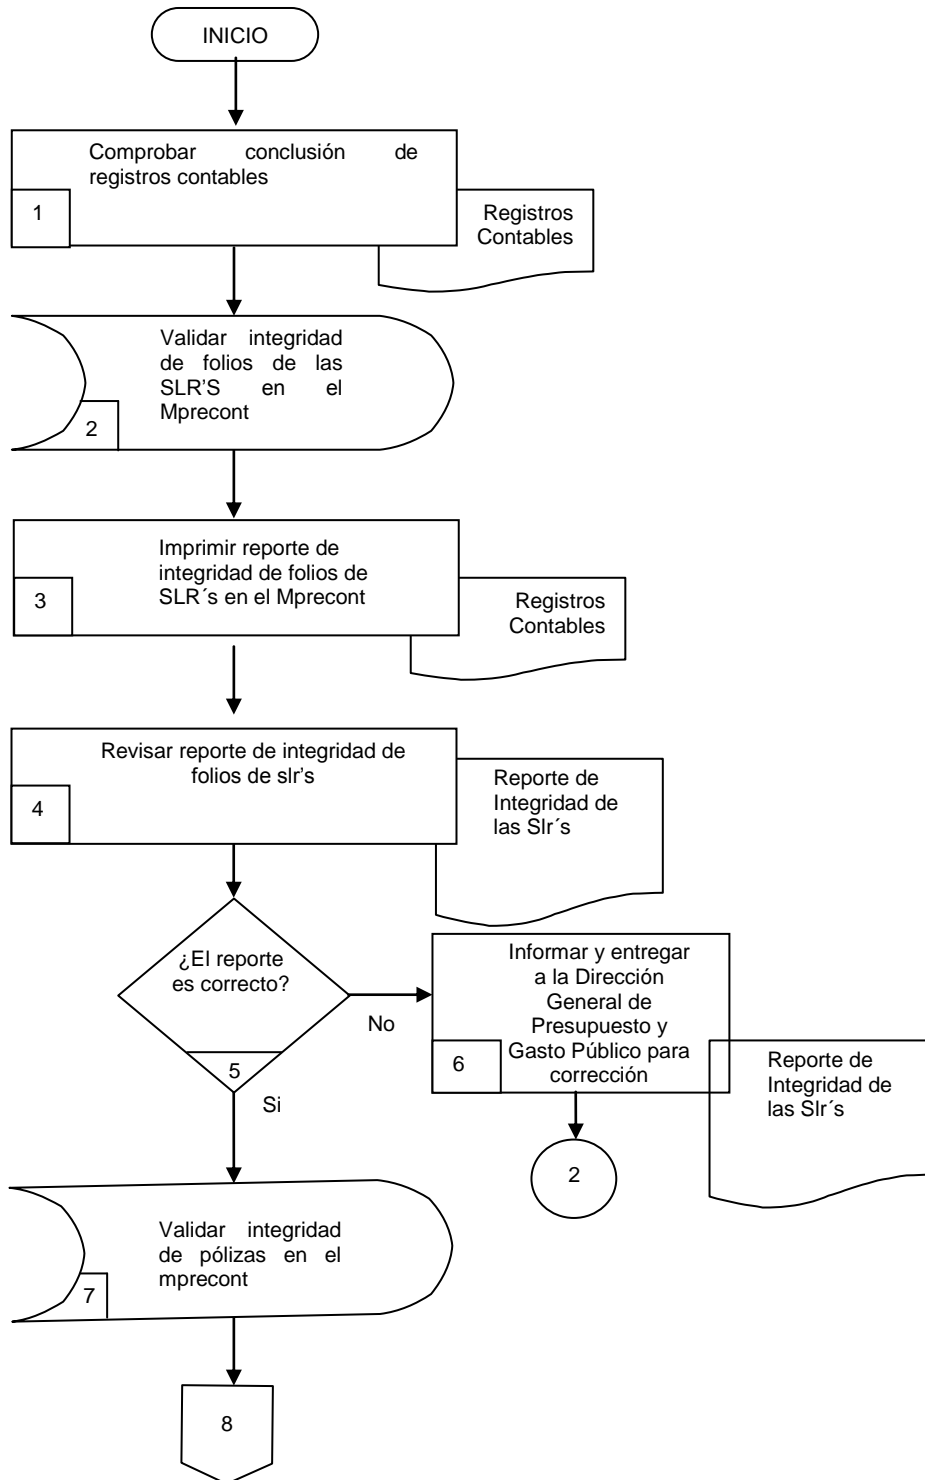 INICIO
Comprobar conclusión de
registros contables
1
Registros
Contables
Validar integridad
de folios de las
SLR'S en el
Mprecont
2
Imprimir reporte de
integridad de folios de
SLR´s en el Mprecont
3
Registros
Contables
Revisar reporte de integridad de
folios de slr's
4
Reporte de
Integridad de
las Slr´s
¿El reporte
es correcto?
5
No
Si
Informar y entregar
a la Dirección
General de
Presupuesto y
Gasto Público para
corrección
6
Reporte de
Integridad de
las Slr´s
2
Validar integridad
de pólizas en el
mprecont
7
8